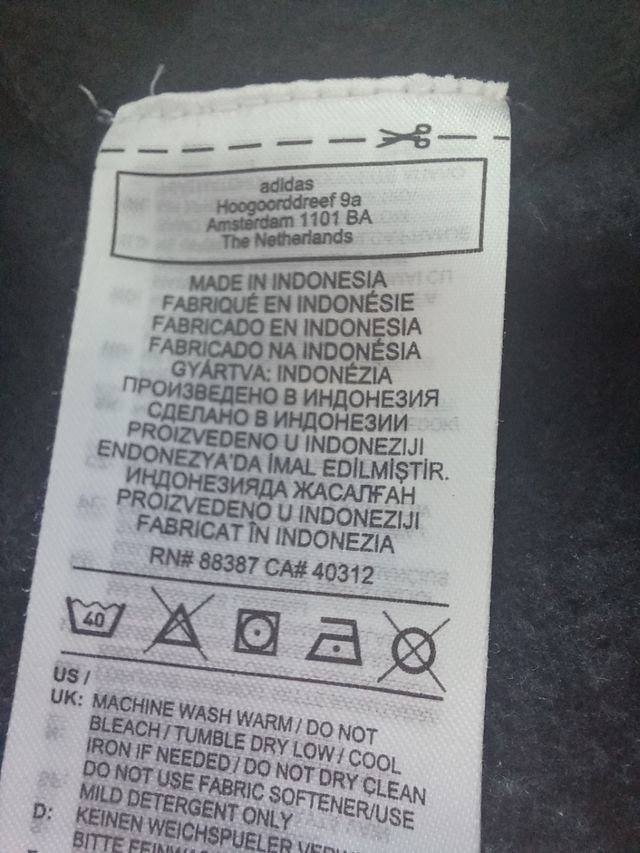 adidas
Hoogoorddreef 9a
Amsterdam 1101 BA
The Netherlands
MADE IN INDONESIA
FABRIQUÉ EN INDONÉSIE
FABRICADO EN INDONESIA
FABRICADO NA INDONÉSIA
GYÁRTVA: INDONÉZIA
ПРОИЗВЕДЕНО В ИНДОНЕЗИЯ
СДЕЛАНО В ИНДОНЕЗИИ
PROIZVEDENO U INDONEZIJI
ENDONEZYA'DA İMAL EDİLMİŞTİR.
ИНДОНЕЗИЯДА ЖАСАЛҒАН
PROIZVEDENO U INDONEZIJI
FABRICAT ÎN INDONEZIA
RN# 88387 CA# 40312
40
US /
UK: MACHINE WASH WARM / DO NOT
BLEACH / TUMBLE DRY LOW / COOL
IRON IF NEEDED / DO NOT DRY CLEAN
DO NOT USE FABRIC SOFTENER/USE
MILD DETERGENT ONLY
D: KEINEN WEICHSPUELER
BITTE